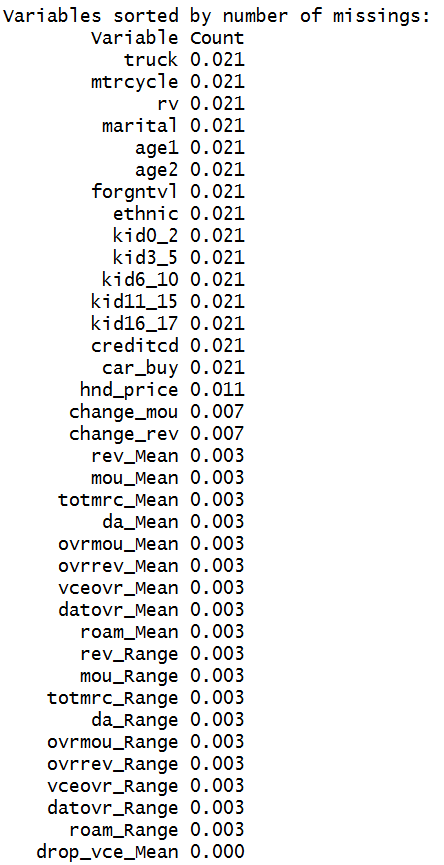 Variables sorted by number of missings:
Variable Count
truck 0.021
mtrcycle 0.021
rv 0.021
marital 0.021
age1 0.021
age2 0.021
forgntvl 0.021
ethnic 0.021
kid0_2 0.021
kid3_5 0.021
kid6_10 0.021
kid11_15 0.021
kid16_17 0.021
creditcd 0.021
car_buy 0.021
hnd_price 0.011
change_mou 0.007
change_rev 0.007
rev_Mean 0.003
mou_Mean 0.003
totmrc_Mean 0.003
da_Mean 0.003
ovrmou_Mean 0.003
ovrrev_Mean 0.003
vceovr_Mean 0.003
datovr_Mean 0.003
roam_Mean 0.003
rev_Range 0.003
mou_Range 0.003
totmrc_Range 0.003
da_Range 0.003
ovrmou_Range 0.003
ovrrev_Range 0.003
vceovr_Range 0.003
datovr_Range 0.003
roam_Range 0.003
drop_vce_Mean 0.000